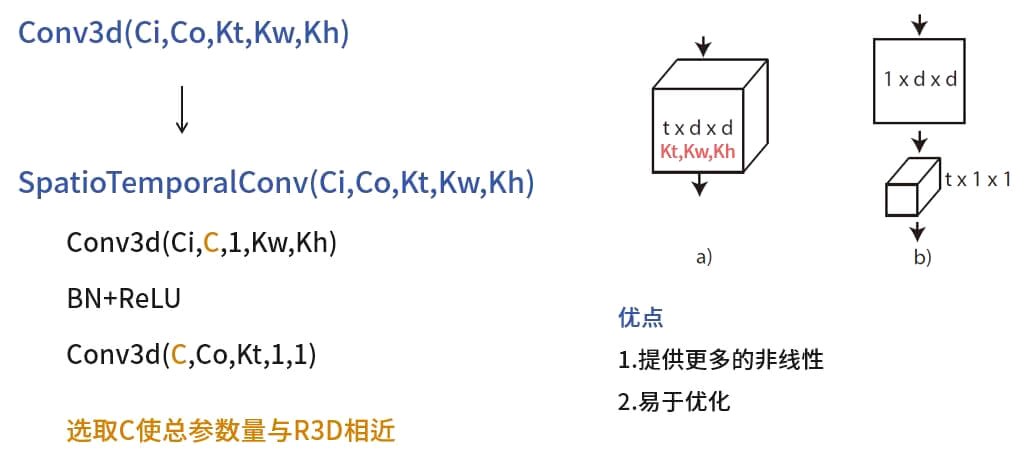 Conv3d(Ci,Co,Kt,Kw,Kh)
SpatioTemporalConv(Ci,Co,Kt,Kw,Kh)
Conv3d(Ci,C,1,Kw,Kh)
BN+ReLU
Conv3d(C,Co,Kt,1,1)
选取C使总参数量与R3D相近
t x d x d
Kt,Kw,Kh
a)
1 x d x d
t x 1 x 1
b)
优点
1.提供更多的非线性
2.易于优化